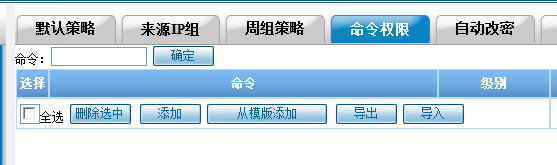 默认策略 来源IP组 周组策略 命令权限 自动改密
命令： 确定
选择 命令 级别
全选 删除选中 添加 从模版添加 导出 导入